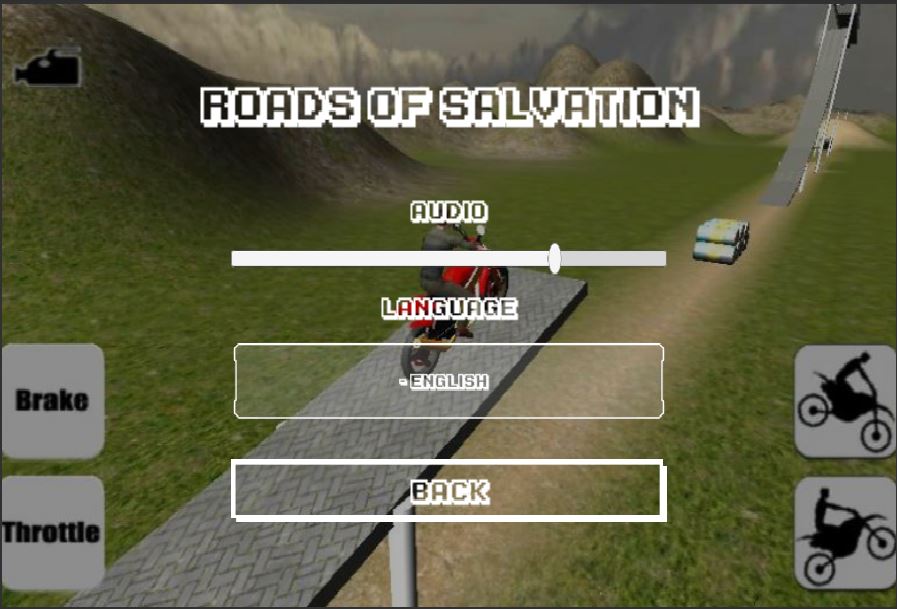 ROADS OF SALVATION
AUDIO
LANGUAGE
- ENGLISH
Brake
BACK
Throttle